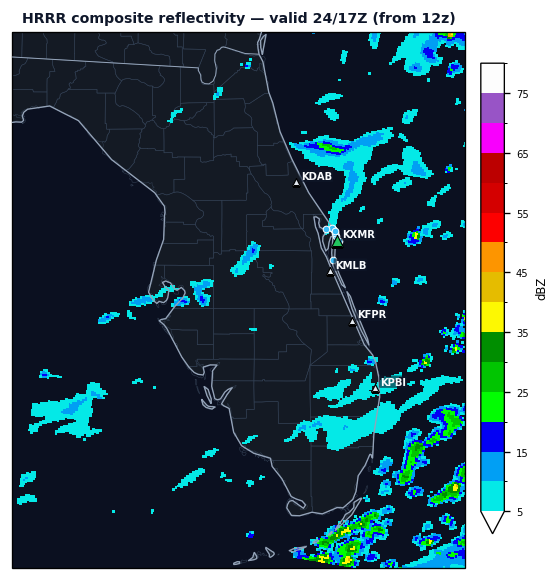 HRRR composite reflectivity — valid 24/17Z (from 12z)
KDAB
KXMR
KMLB
KFPR
KPBI
75
65
55
45
35
25
15
5
dBZ